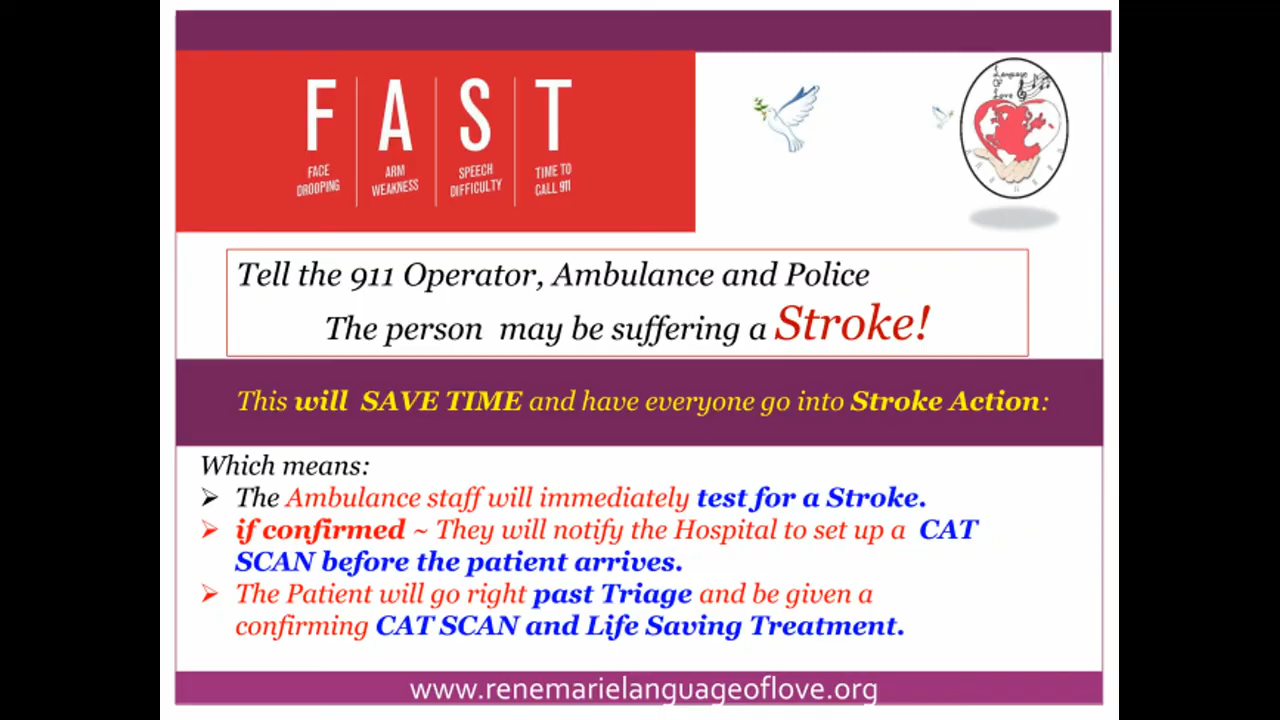 F A S T
FACE DROOPING
ARM WEAKNESS
SPEECH DIFFICULTY
TIME TO CALL 911
Language
Of
Love
Tell the 911 Operator, Ambulance and Police
The person may be suffering a Stroke!
This will SAVE TIME and have everyone go into Stroke Action:
Which means:
The Ambulance staff will immediately test for a Stroke.
if confirmed ~ They will notify the Hospital to set up a CAT
SCAN before the patient arrives.
The Patient will go right past Triage and be given a
confirming CAT SCAN and Life Saving Treatment.
www.renemarielanguageoflove.org